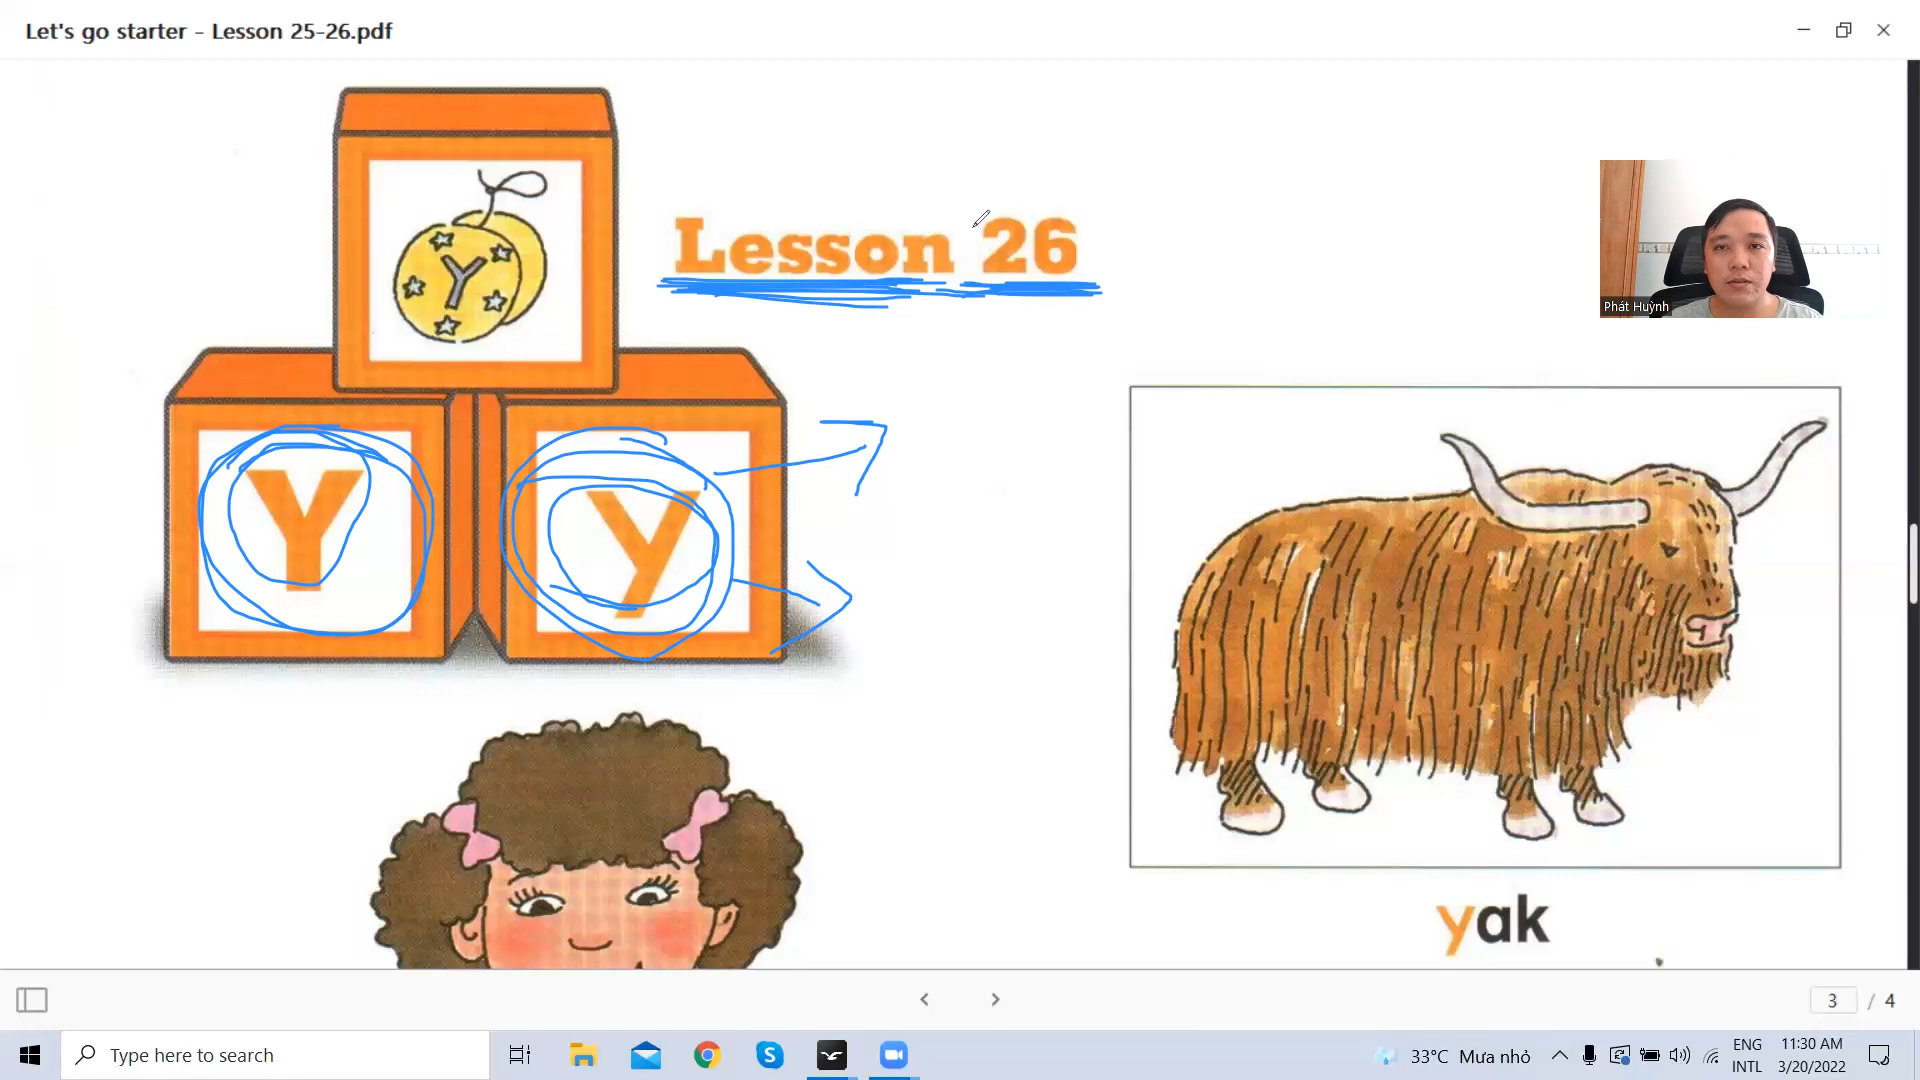 Let's go starter - Lesson 25-26.pdf
Y
Lesson 26
Phát Huỳnh
Y
y
yak
3 / 4
Type here to search
33°C Mưa nhỏ
ENG
INTL
11:30 AM
3/20/2022